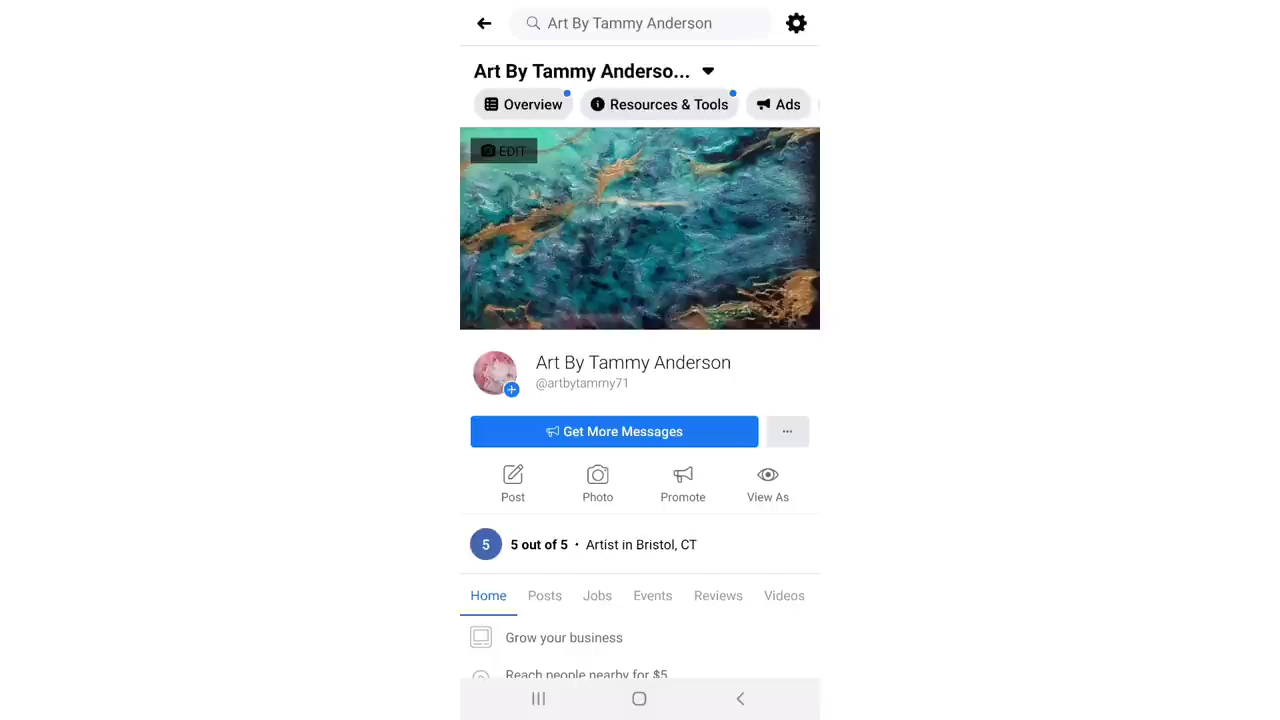 Art By Tammy Anderson
Art By Tammy Anderso...
Overview
Resources & Tools
Ads
EDIT
Art By Tammy Anderson
@artbytammy71
Get More Messages
Post
Photo
Promote
View As
5
5 out of 5 · Artist in Bristol, CT
Home
Posts
Jobs
Events
Reviews
Videos
Grow your business
Reach people nearby for $5